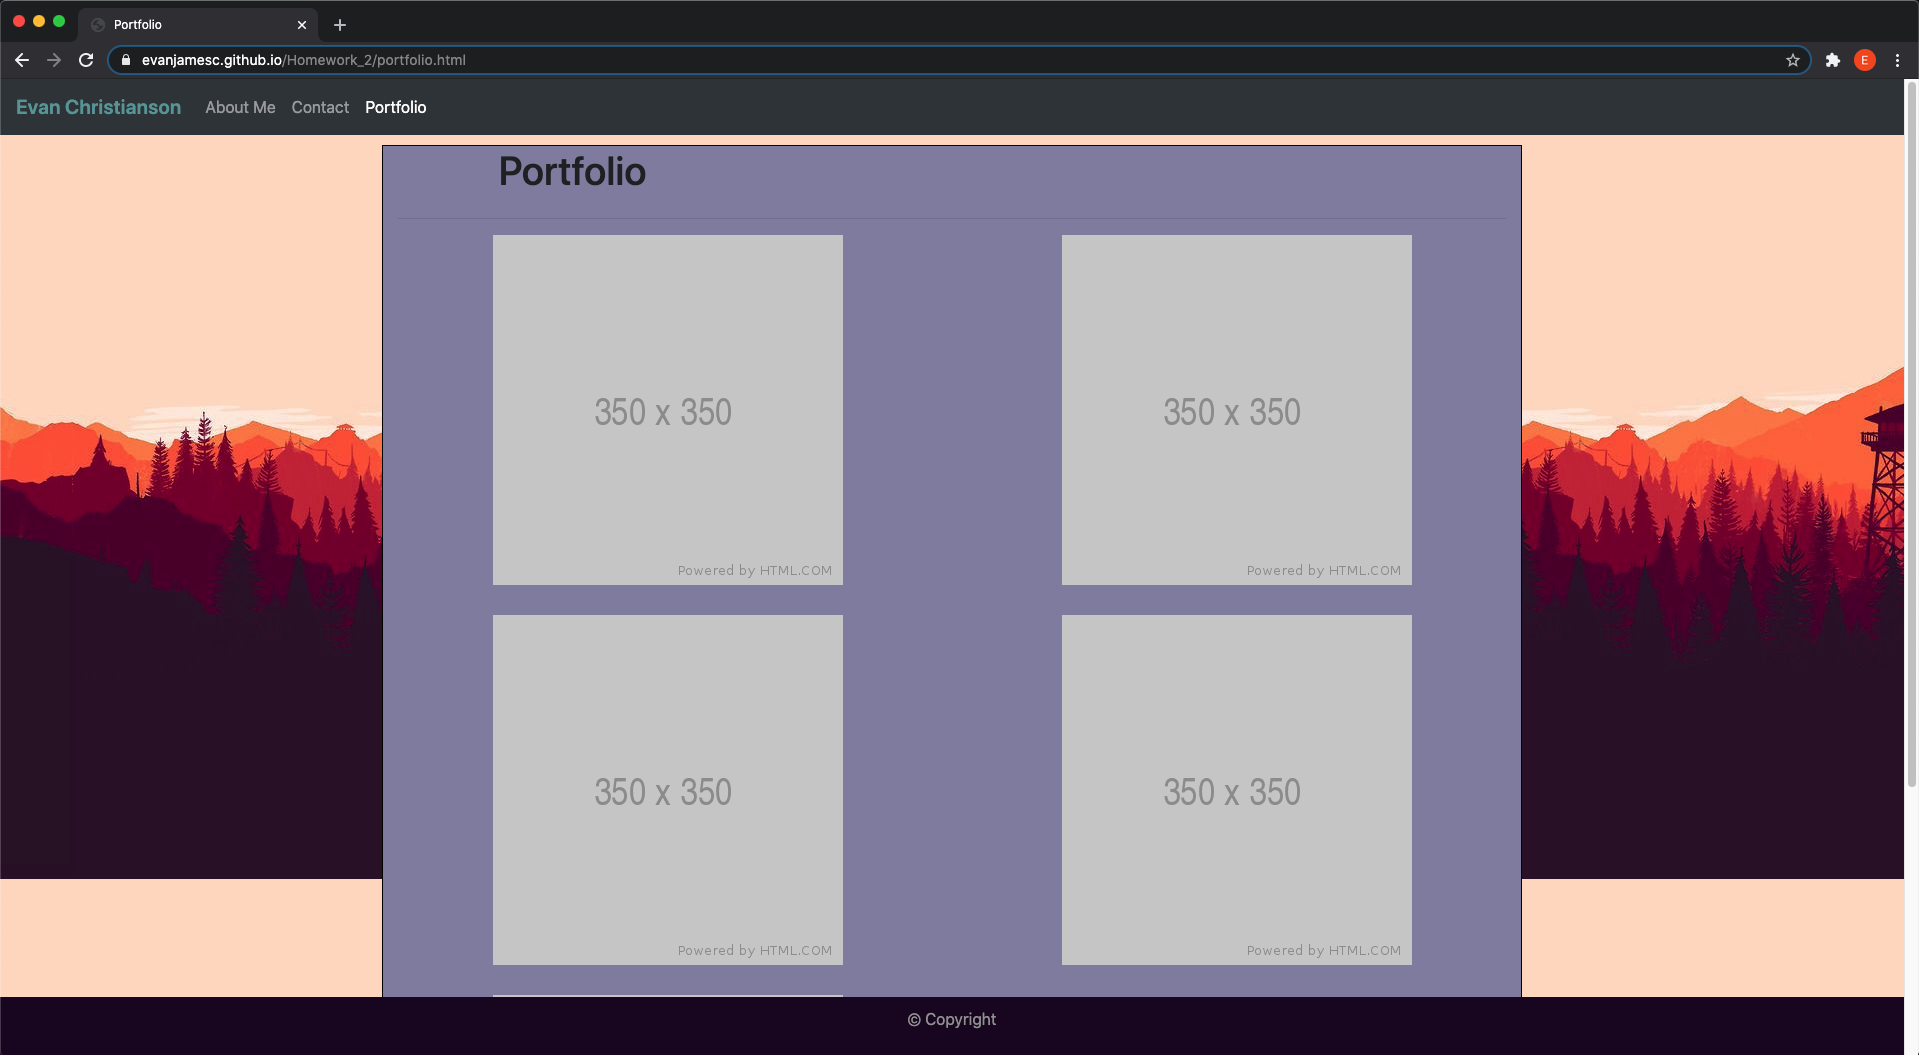 Portfolio
evanjamesc.github.io/Homework_2/portfolio.html
E
Evan Christianson About Me Contact Portfolio
Portfolio
350 x 350
Powered by HTML.COM
350 x 350
Powered by HTML.COM
350 x 350
Powered by HTML.COM
350 x 350
Powered by HTML.COM
© Copyright